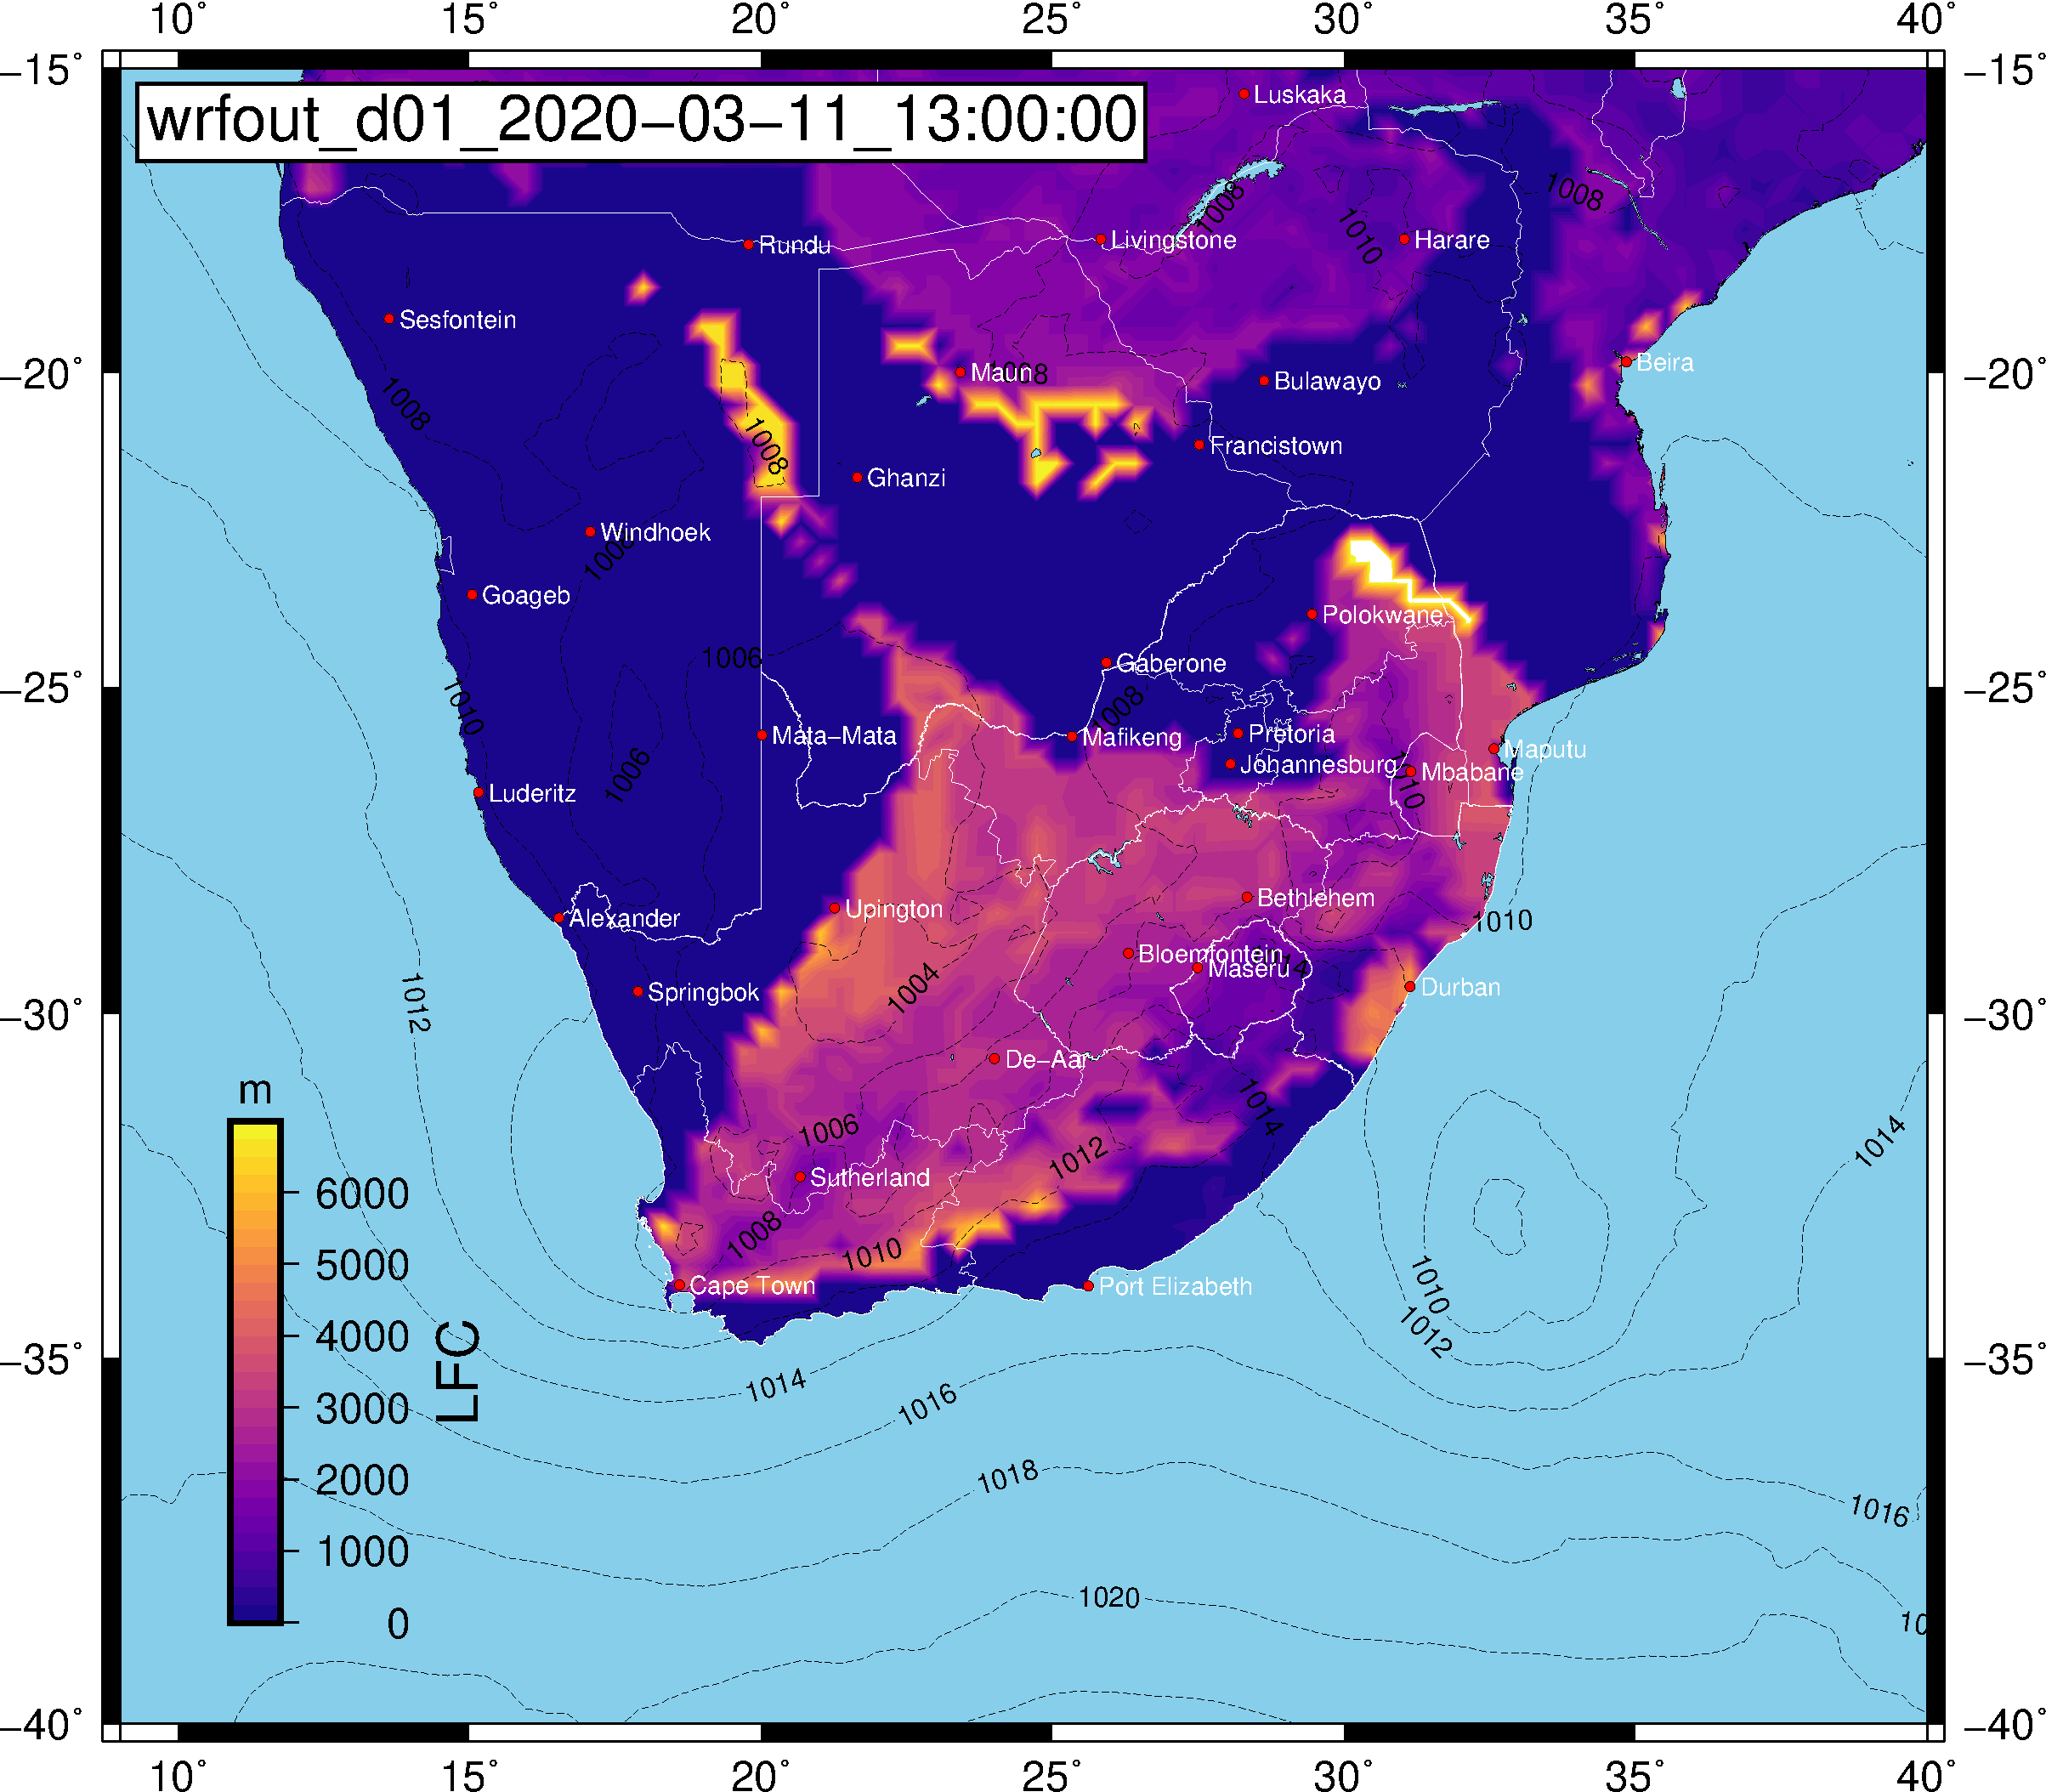 10° 15° 20° 25° 30° 35° 40°
−15° −15°
wrfout_d01_2020−03−11_13:00:00
Luskaka
1008
1008
1010
Rundu
Livingstone
Harare
Sesfontein
Beira
−20° −20°
Maun
1008
Bulawayo
1008
1008
Francistown
Ghanzi
Windhoek
1008
Goageb
Polokwane
1006
Gaberone
−25° −25°
1010
1008
Mata−Mata
Mafikeng
Pretoria
Maputu
Johannesburg
Mbabane
1010
1006
Luderitz
Bethlehem
Upington
Alexander
1010
Bloemfontein
Maseru
1014
1004
Springbok
Durban
1012
−30° −30°
De−Aar
m
1014
1006
1012
1014
Sutherland
6000
1008
1010
5000
Cape Town
Port Elizabeth
1010
4000
1012
LFC
−35° −35°
1014
1016
3000
1018
2000
1016
1000
1020
0
10
−40° −40°
10° 15° 20° 25° 30° 35° 40°